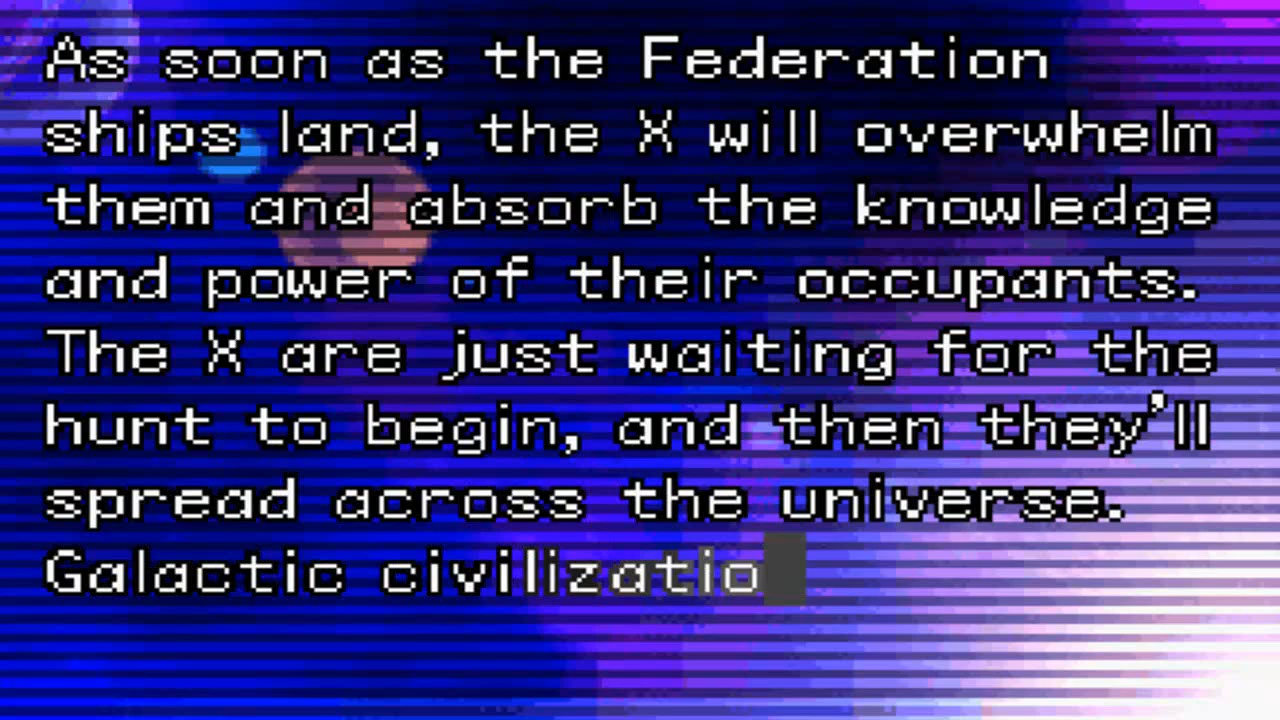 As soon as the Federation
ships land, the X will overwhelm
them and absorb the knowledge
and power of their occupants.
The X are just waiting for the
hunt to begin, and then they'll
spread across the universe.
Galactic civilizatio